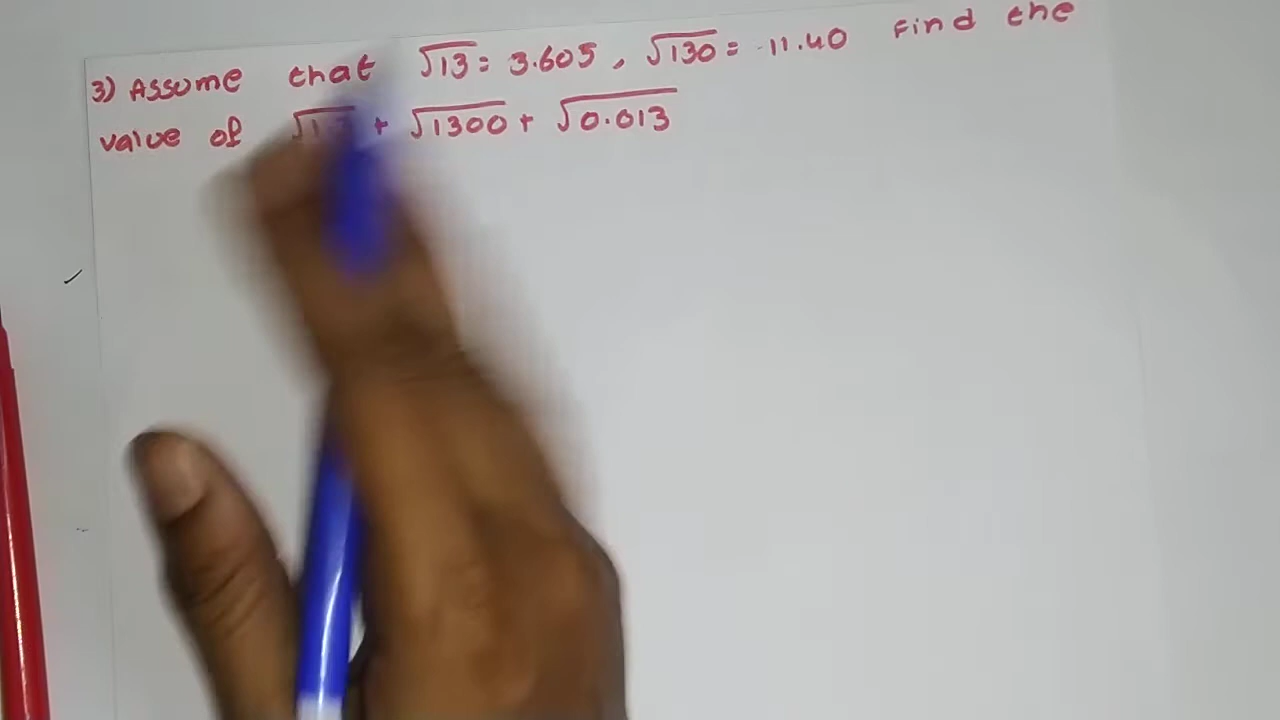 3) Assume that √13 = 3.605, √130 = 11.40 Find the
value of + √1300 + √0.013